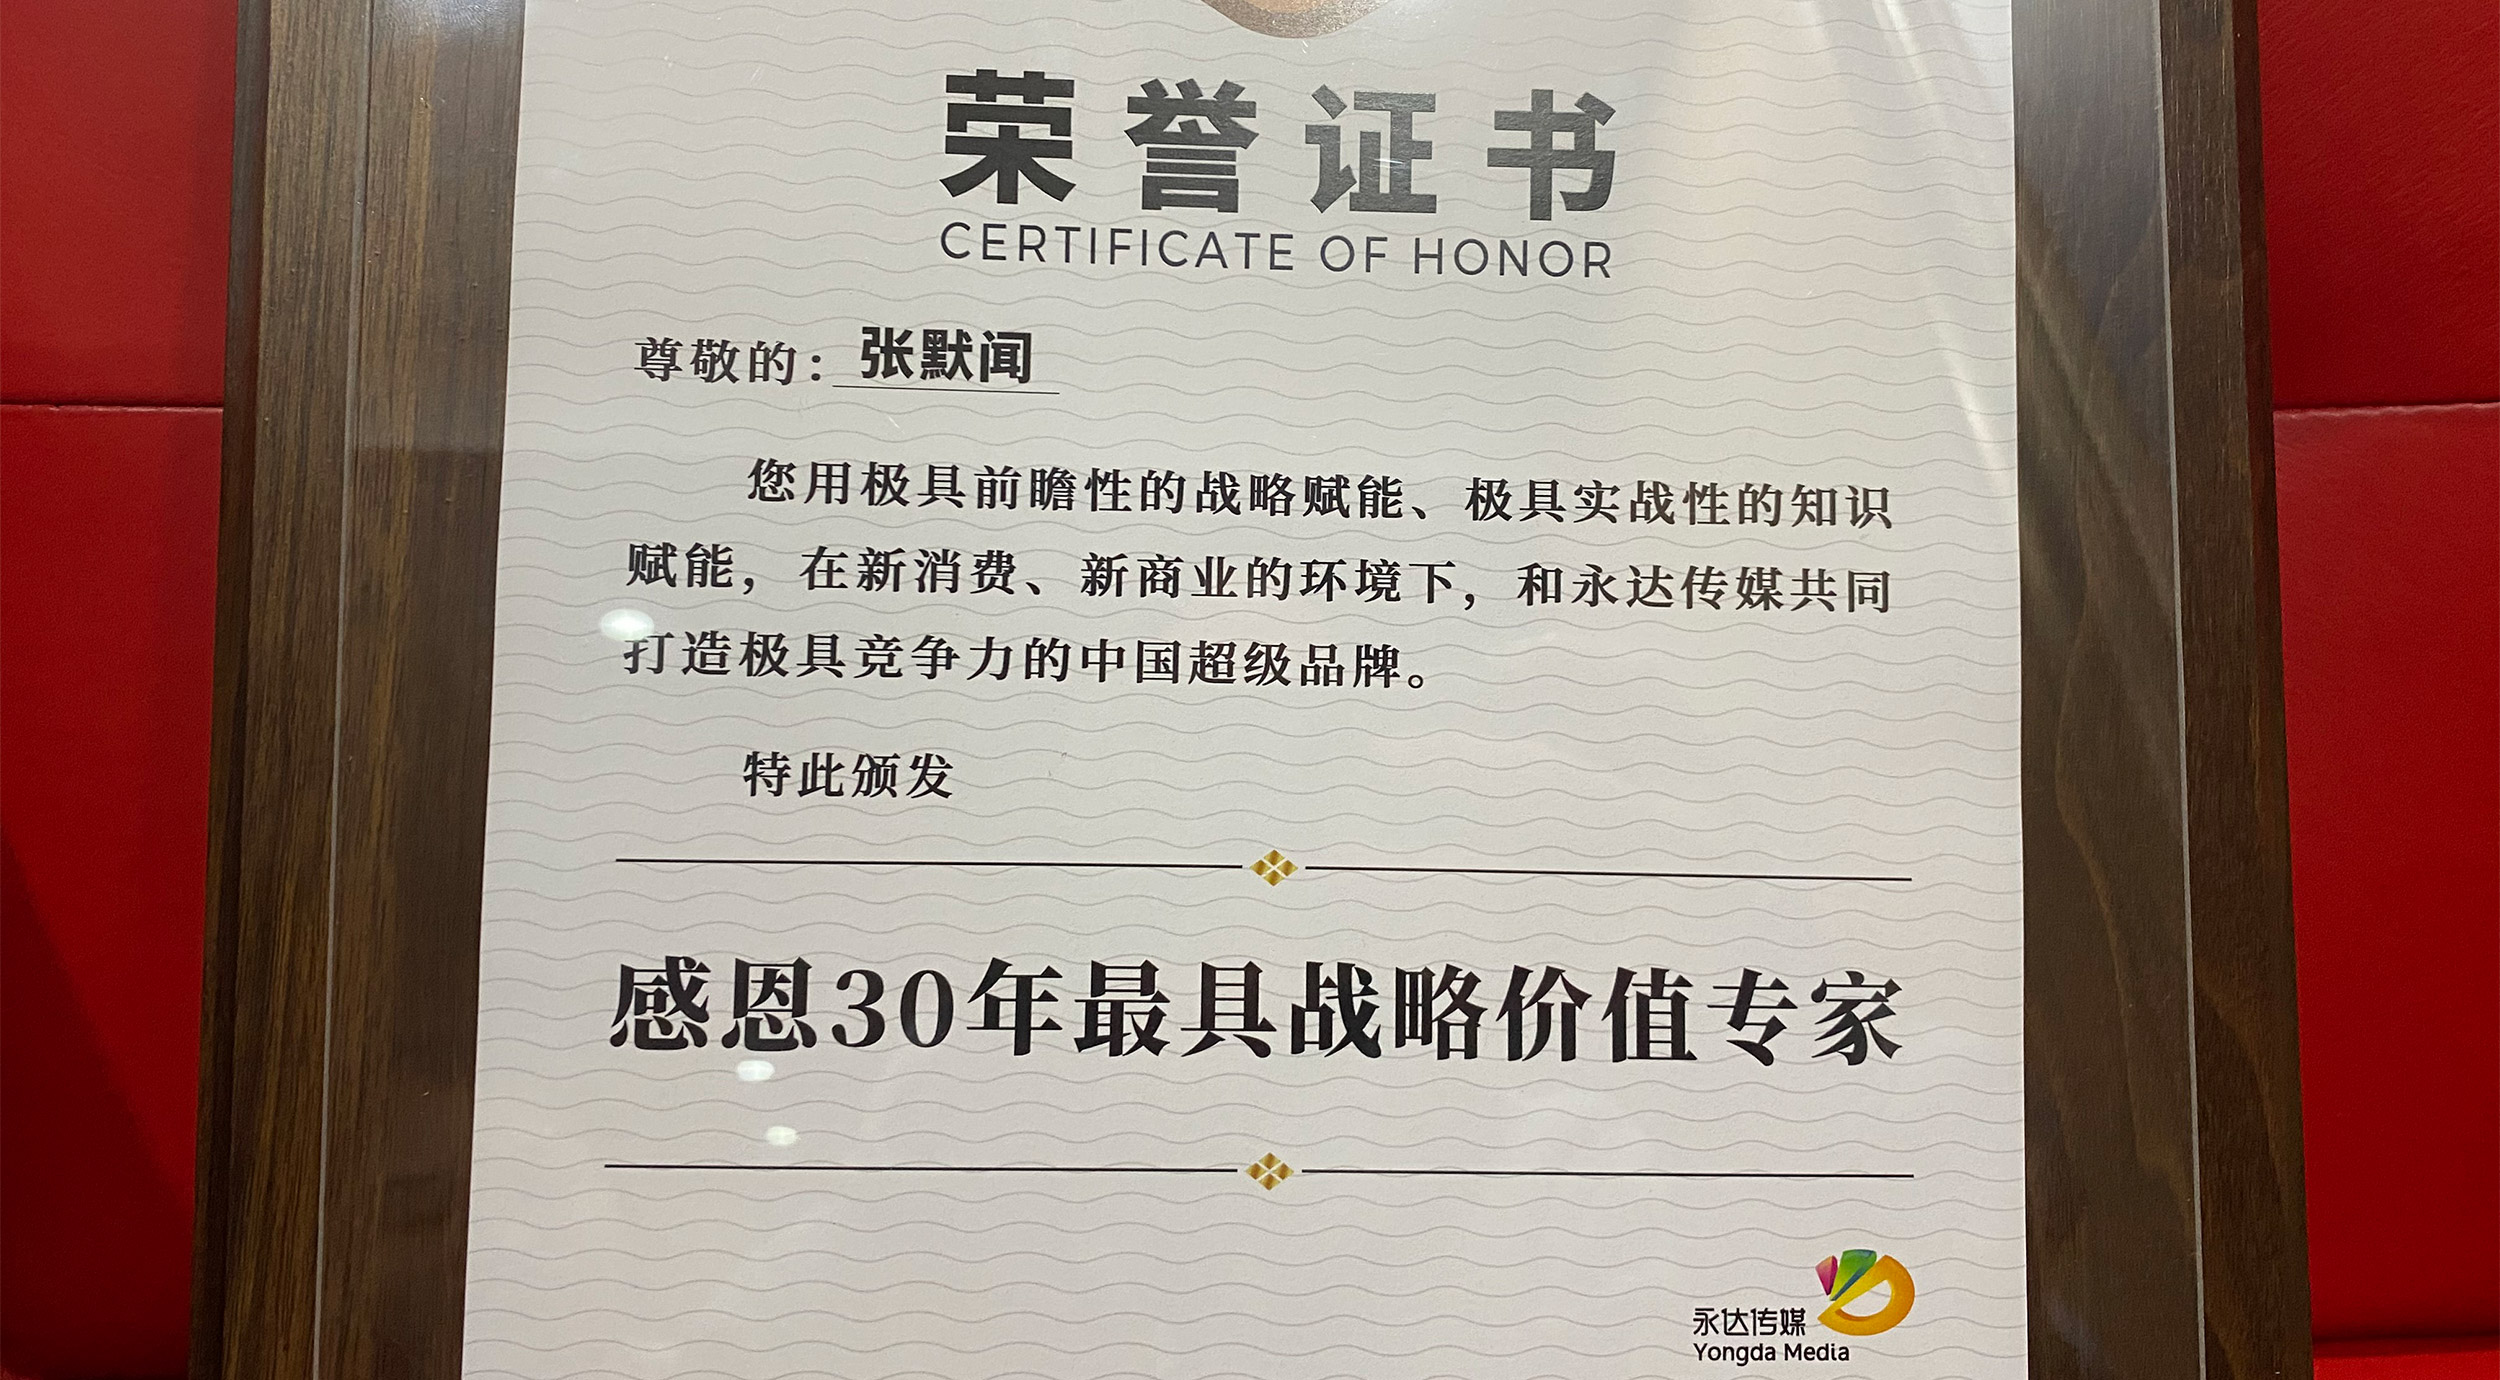 荣誉证书
CERTIFICATE OF HONOR
尊敬的：张默闻
您用极具前瞻性的战略赋能、极具实战性的知识
赋能，在新消费、新商业的环境下，和永达传媒共同
打造极具竞争力的中国超级品牌。
特此颁发
感恩30年最具战略价值专家
永达传媒
Yongda Media